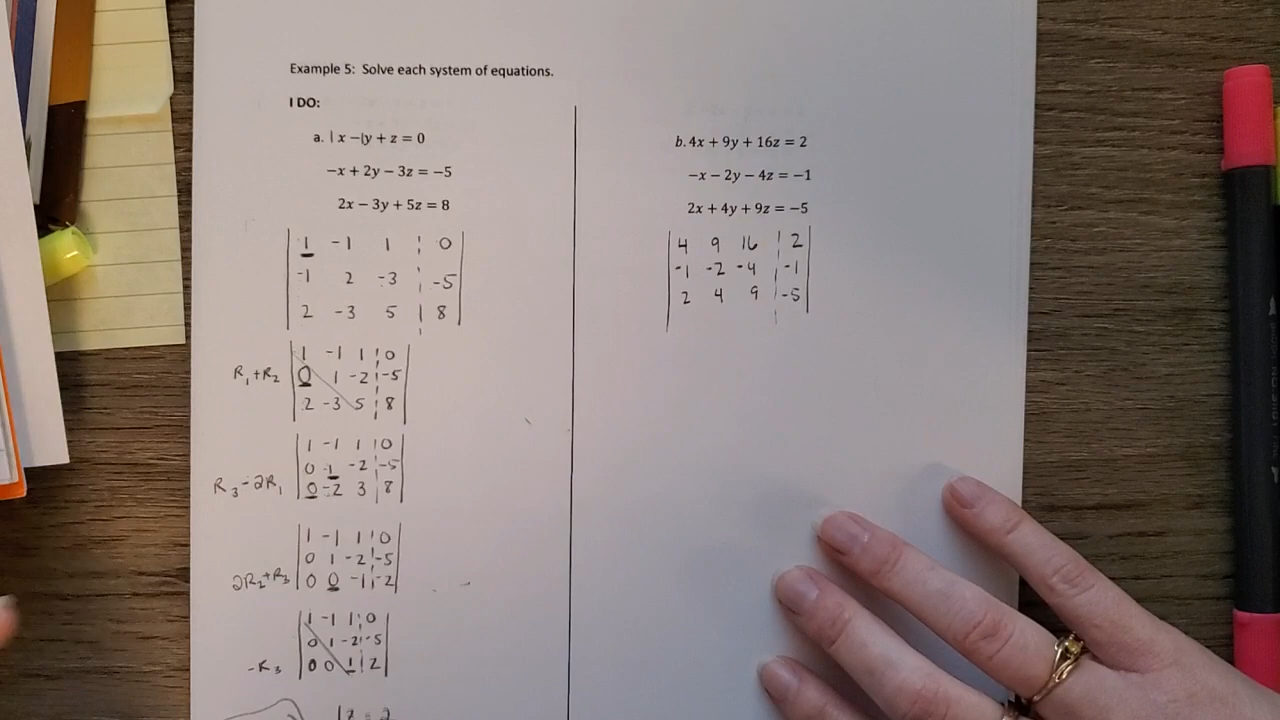 Example 5: Solve each system of equations.
I DO:
a. 1x −1y + z = 0
−x + 2y − 3z = −5
2x − 3y + 5z = 8
1 -1 1 0
-1 2 -3 -5
2 -3 5 8
R1+R2
1 -1 1 0
0 1 -2 -5
2 -3 5 8
R3-2R1
1 -1 1 0
0 1 -2 -5
0 -2 3 8
2R2+R3
1 -1 1 0
0 1 -2 -5
0 0 -1 -2
-R3
1 -1 1 0
0 1 -2 -5
0 0 1 2
1z = 2
b. 4x + 9y + 16z = 2
−x − 2y − 4z = −1
2x + 4y + 9z = −5
4 9 16 2
-1 -2 -4 -1
2 4 9 -5